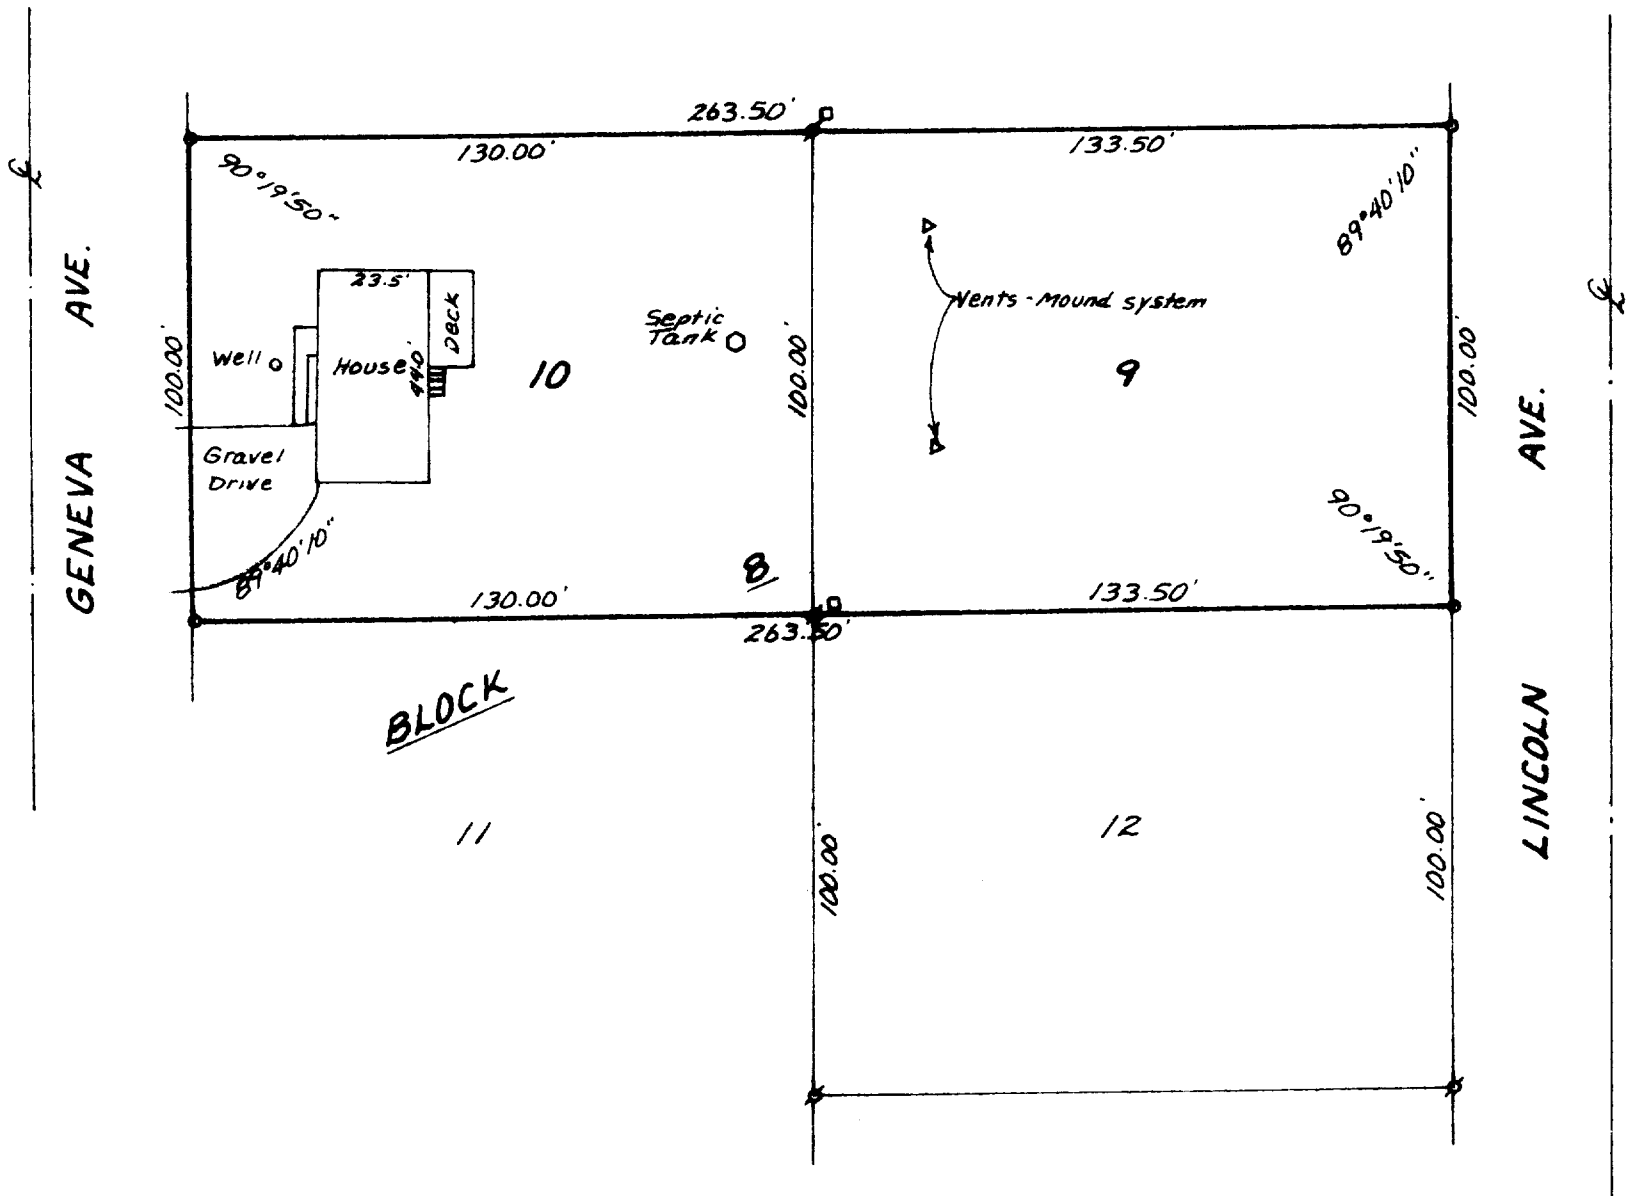 263.50'
130.00'
133.50'
90°19'50"
89°40'10"
℄
℄
GENEVA AVE.
100.00'
23.5'
Deck
Well
House
44.0'
10
Septic
Tank
100.00'
Vents - Mound system
9
100.00'
LINCOLN AVE.
Gravel
Drive
89°40'10"
90°19'50"
8
130.00'
133.50'
263.50'
BLOCK
11
12
100.00'
100.00'